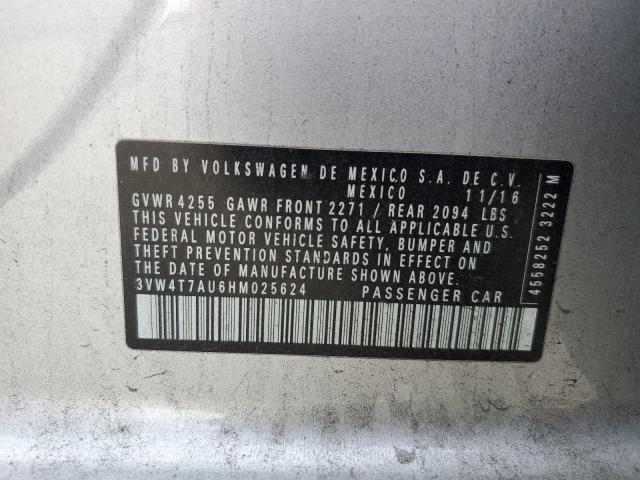 MFD BY VOLKSWAGEN DE MEXICO S.A. DE C.V.
MEXICO 11/16
GVWR 4255 GAWR FRONT 2271 / REAR 2094 LBS
THIS VEHICLE CONFORMS TO ALL APPLICABLE U.S.
FEDERAL MOTOR VEHICLE SAFETY, BUMPER AND
THEFT PREVENTION STANDARDS IN EFFECT ON
THE DATE OF MANUFACTURE SHOWN ABOVE.
3VW4T7AU6HM025624 PASSENGER CAR
4558252 3222 M